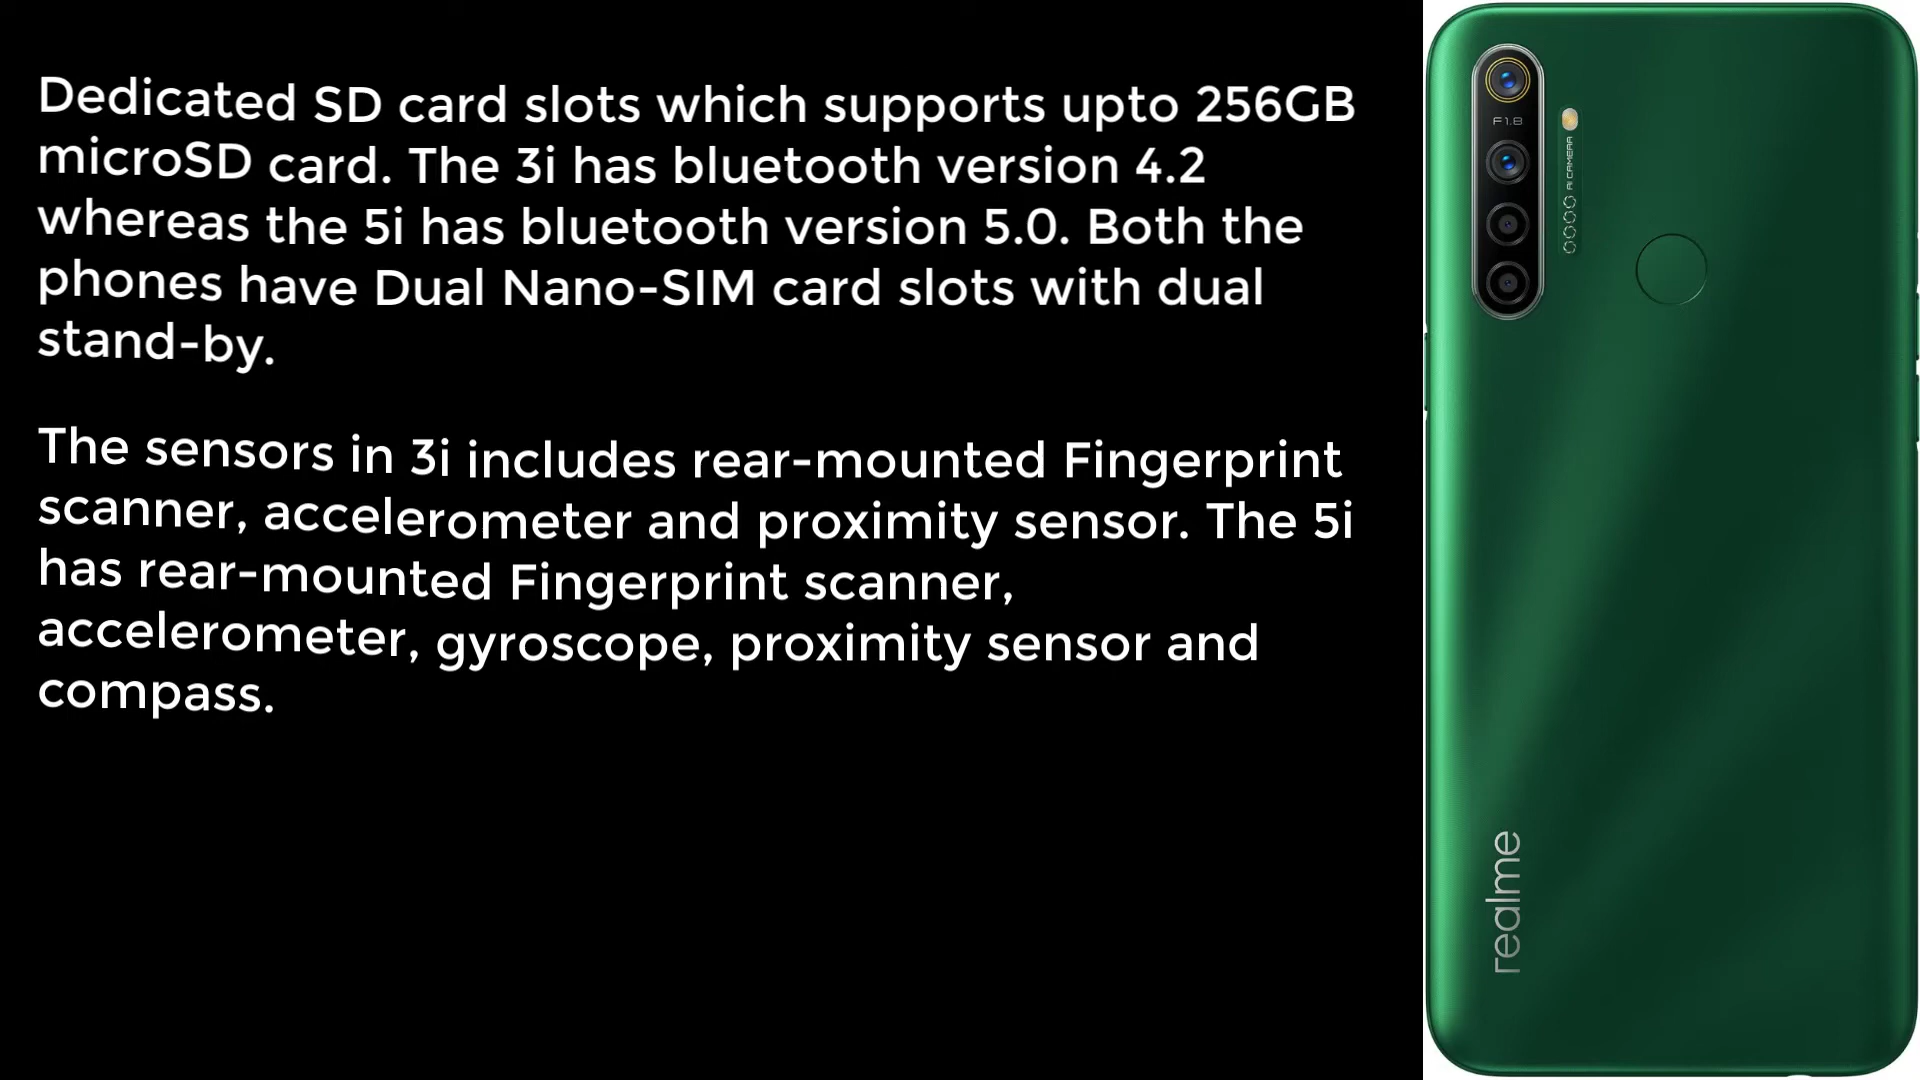 Dedicated SD card slots which supports upto 256GB
microSD card. The 3i has bluetooth version 4.2
whereas the 5i has bluetooth version 5.0. Both the
phones have Dual Nano-SIM card slots with dual
stand-by.
The sensors in 3i includes rear-mounted Fingerprint
scanner, accelerometer and proximity sensor. The 5i
has rear-mounted Fingerprint scanner,
accelerometer, gyroscope, proximity sensor and
compass.
F1.8
AI CAMERA
realme